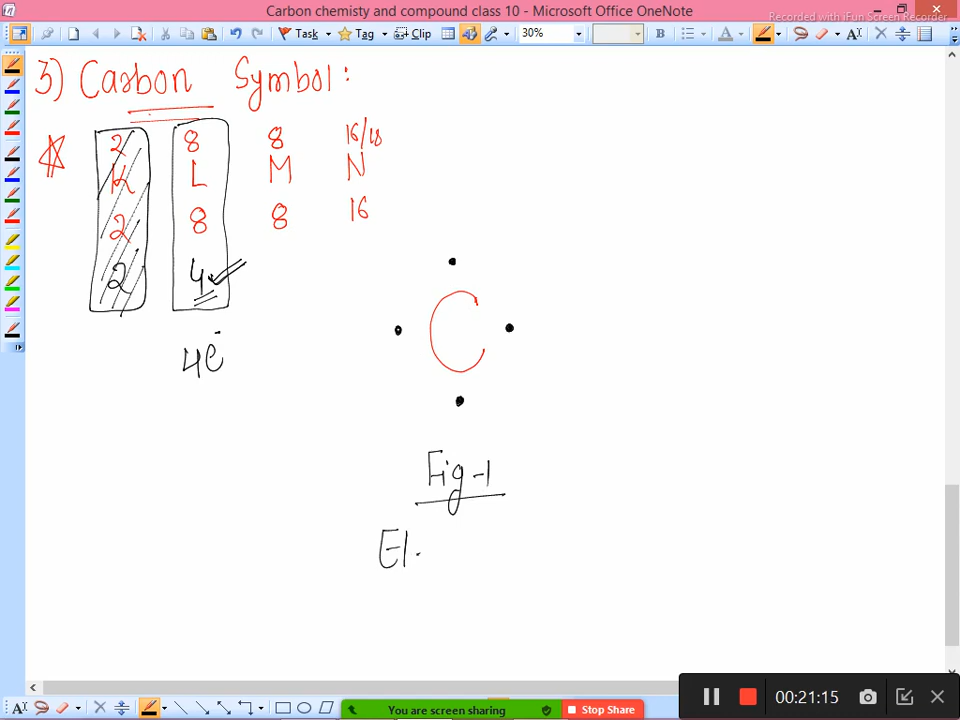 Carbon chemisty and compound class 10 - Microsoft Office OneNote
Recorded with iFun Screen Recorder
Task Tag Clip 30% B A
3) Carbon Symbol:
2 8 8 16/18
K L M N
2 8 8 16
2 4
4e-
C
Fig-1
El.
You are screen sharing Stop Share
00:21:15